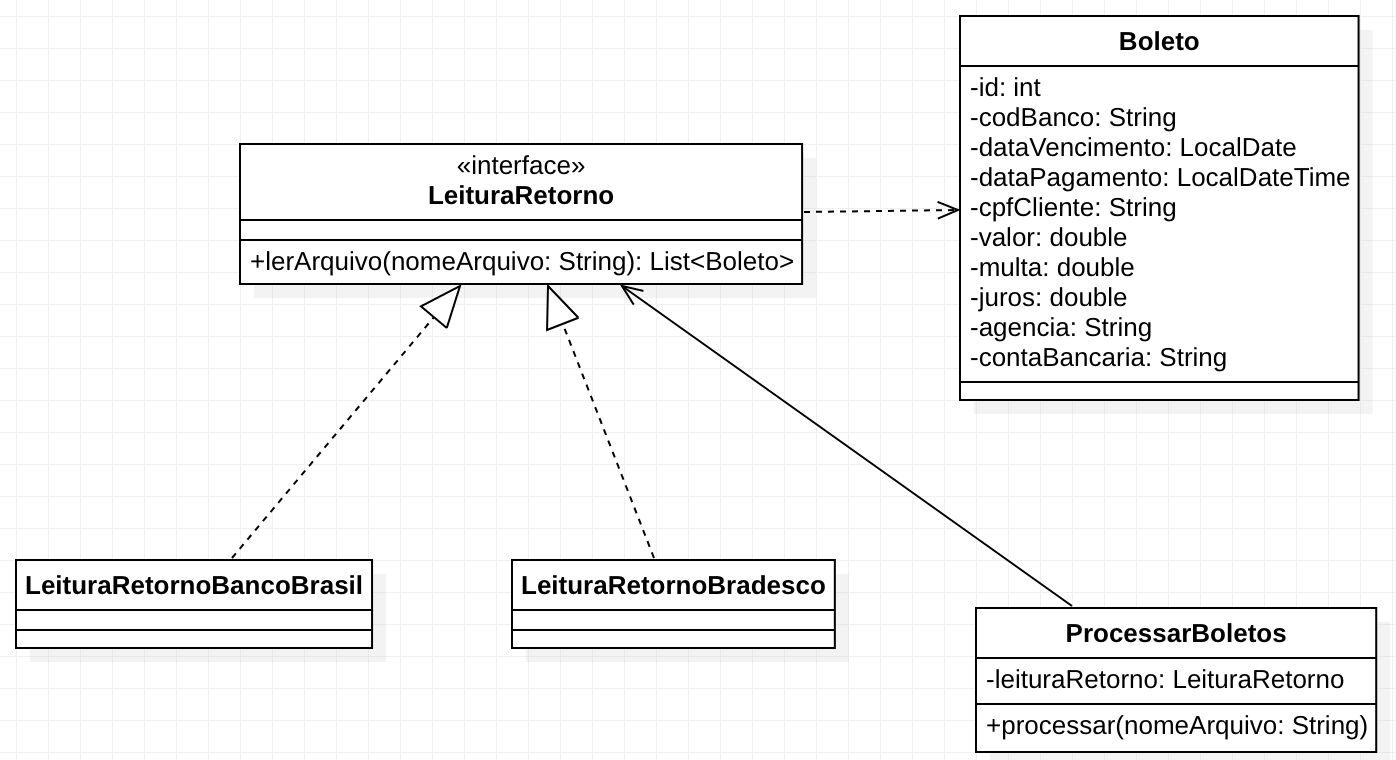 Boleto
-id: int
-codBanco: String
-dataVencimento: LocalDate
-dataPagamento: LocalDateTime
-cpfCliente: String
-valor: double
-multa: double
-juros: double
-agencia: String
-contaBancaria: String
«interface»
LeituraRetorno
+lerArquivo(nomeArquivo: String): List<Boleto>
LeituraRetornoBancoBrasil
LeituraRetornoBradesco
ProcessarBoletos
-leituraRetorno: LeituraRetorno
+processar(nomeArquivo: String)